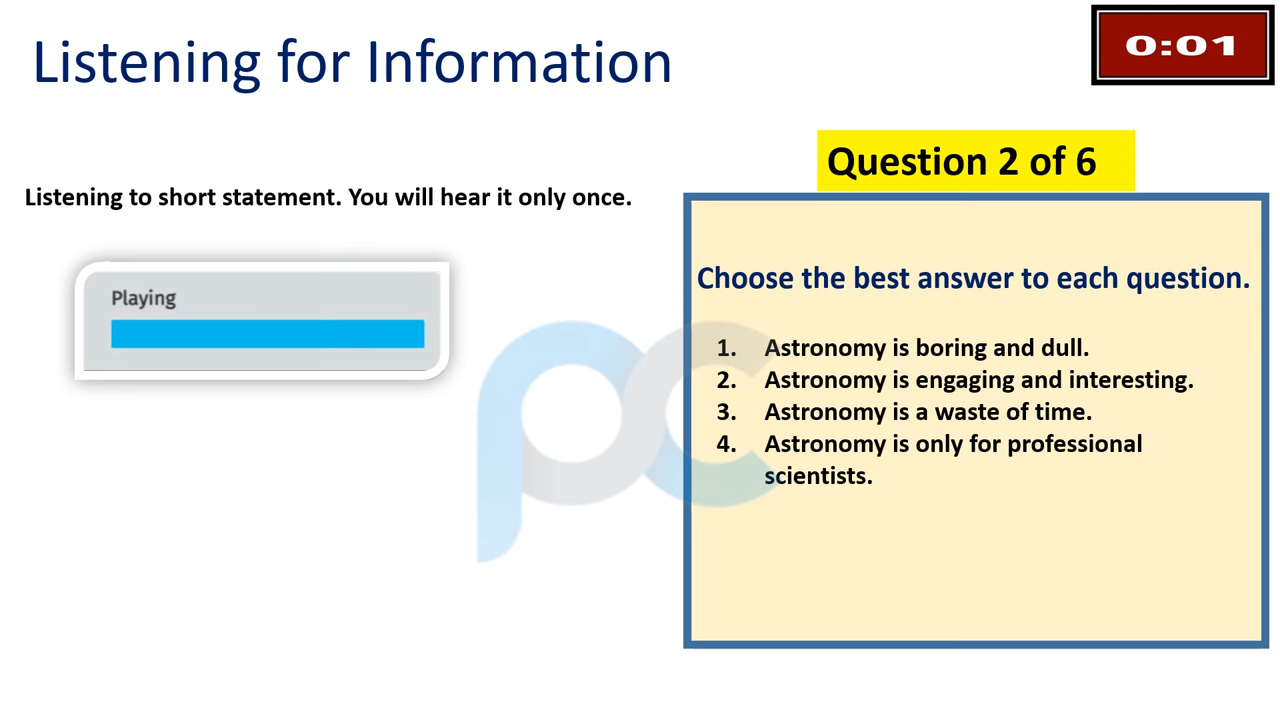 Listening for Information
0:01
Question 2 of 6
Listening to short statement. You will hear it only once.
Playing
Choose the best answer to each question.
1. Astronomy is boring and dull.
2. Astronomy is engaging and interesting.
3. Astronomy is a waste of time.
4. Astronomy is only for professional
scientists.
pc